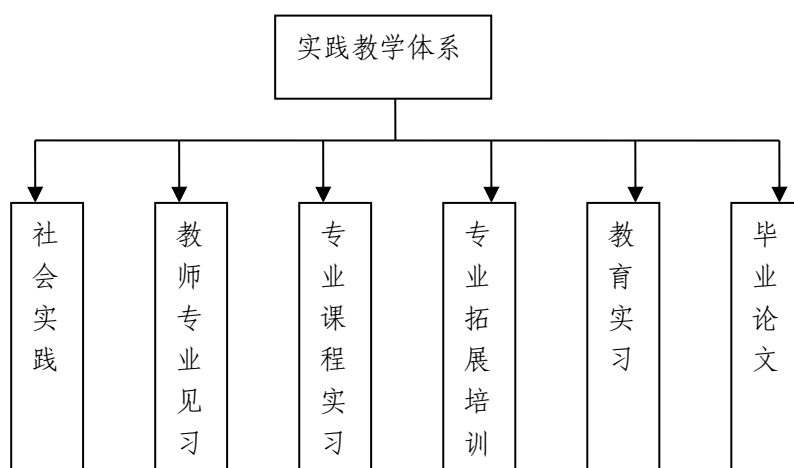 实践教学体系
社会实践
教师专业见习
专业课程实习
专业拓展培训
教育实习
毕业论文